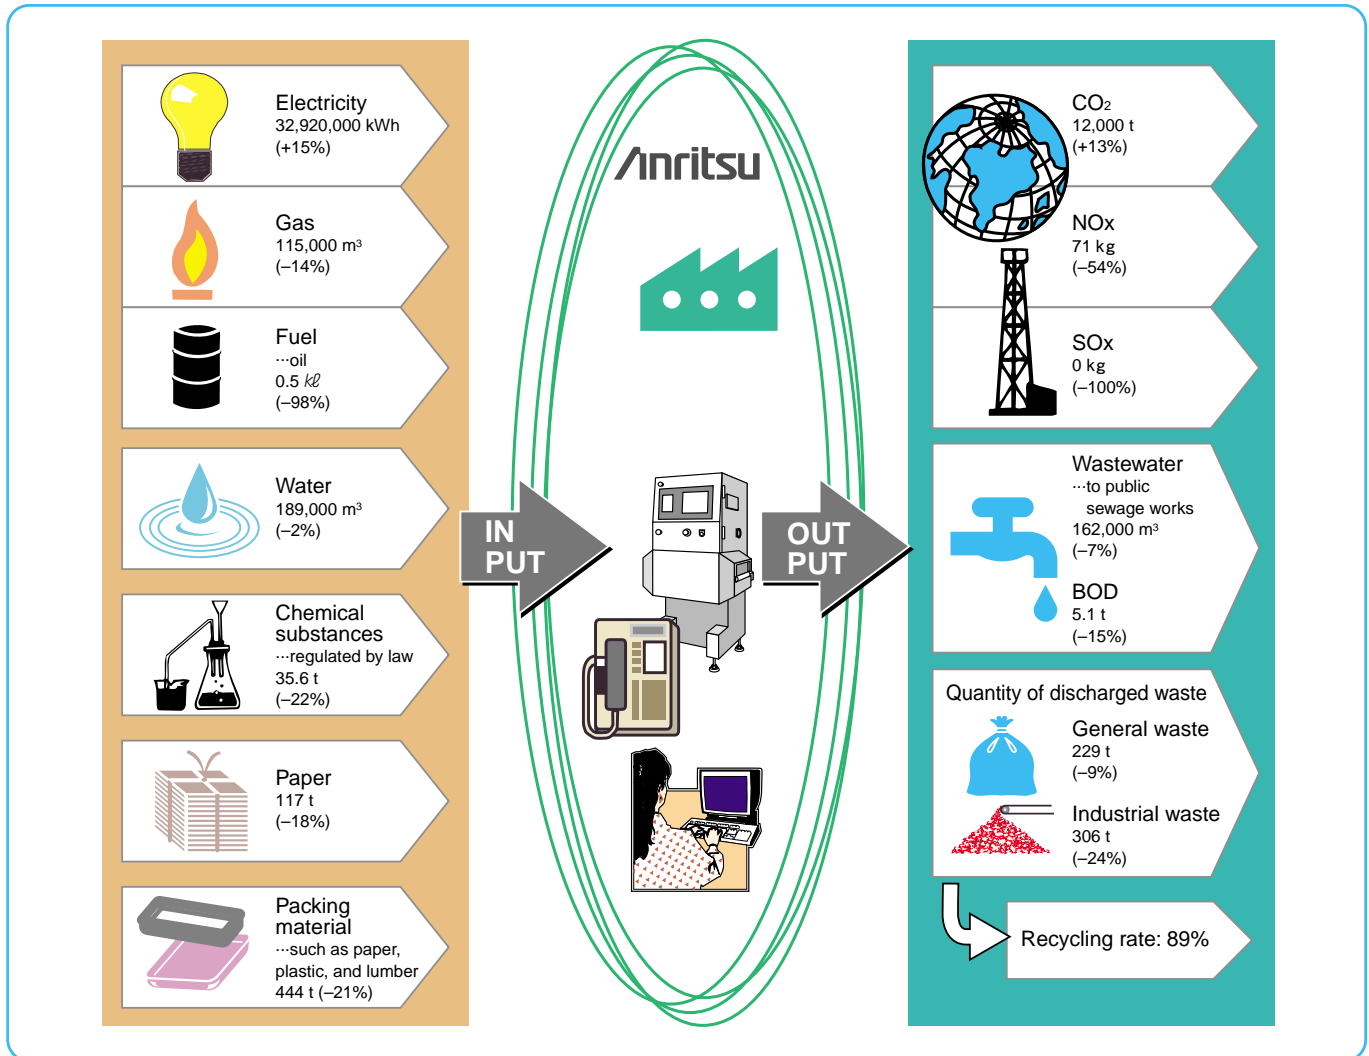 Electricity
32,920,000 kWh
(+15%)
Gas
115,000 m³
(–14%)
Fuel
···oil
0.5 kℓ
(–98%)
Water
189,000 m³
(–2%)
Chemical
substances
···regulated by law
35.6 t
(–22%)
Paper
117 t
(–18%)
Packing
material
···such as paper,
plastic, and lumber
444 t (–21%)
IN
PUT
Anritsu
OUT
PUT
CO₂
12,000 t
(+13%)
NOx
71 kg
(–54%)
SOx
0 kg
(–100%)
Wastewater
···to public
sewage works
162,000 m³
(–7%)
BOD
5.1 t
(–15%)
Quantity of discharged waste
General waste
229 t
(–9%)
Industrial waste
306 t
(–24%)
Recycling rate: 89%